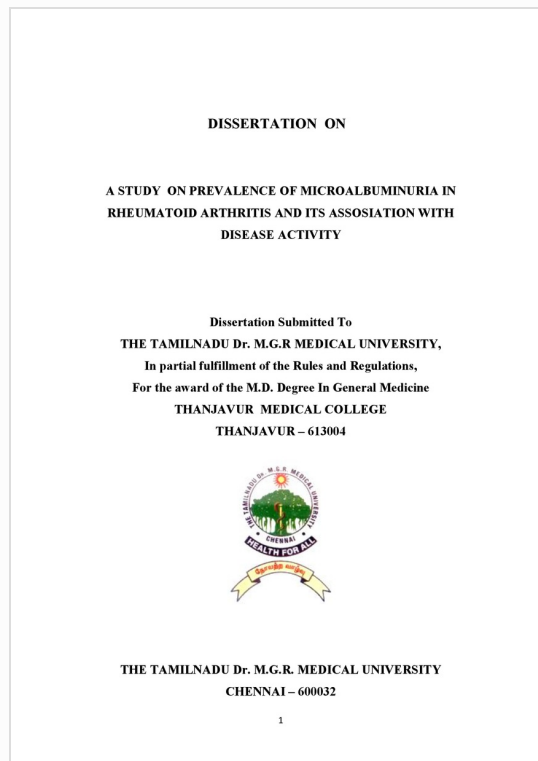 DISSERTATION ON
A STUDY ON PREVALENCE OF MICROALBUMINURIA IN
RHEUMATOID ARTHRITIS AND ITS ASSOSIATION WITH
DISEASE ACTIVITY
Dissertation Submitted To
THE TAMILNADU Dr. M.G.R MEDICAL UNIVERSITY,
In partial fulfillment of the Rules and Regulations,
For the award of the M.D. Degree In General Medicine
THANJAVUR MEDICAL COLLEGE
THANJAVUR – 613004
THE TAMILNADU Dr. M.G.R. MEDICAL UNIVERSITY
CHENNAI
HEALTH FOR ALL
THE TAMILNADU Dr. M.G.R. MEDICAL UNIVERSITY
CHENNAI – 600032
1